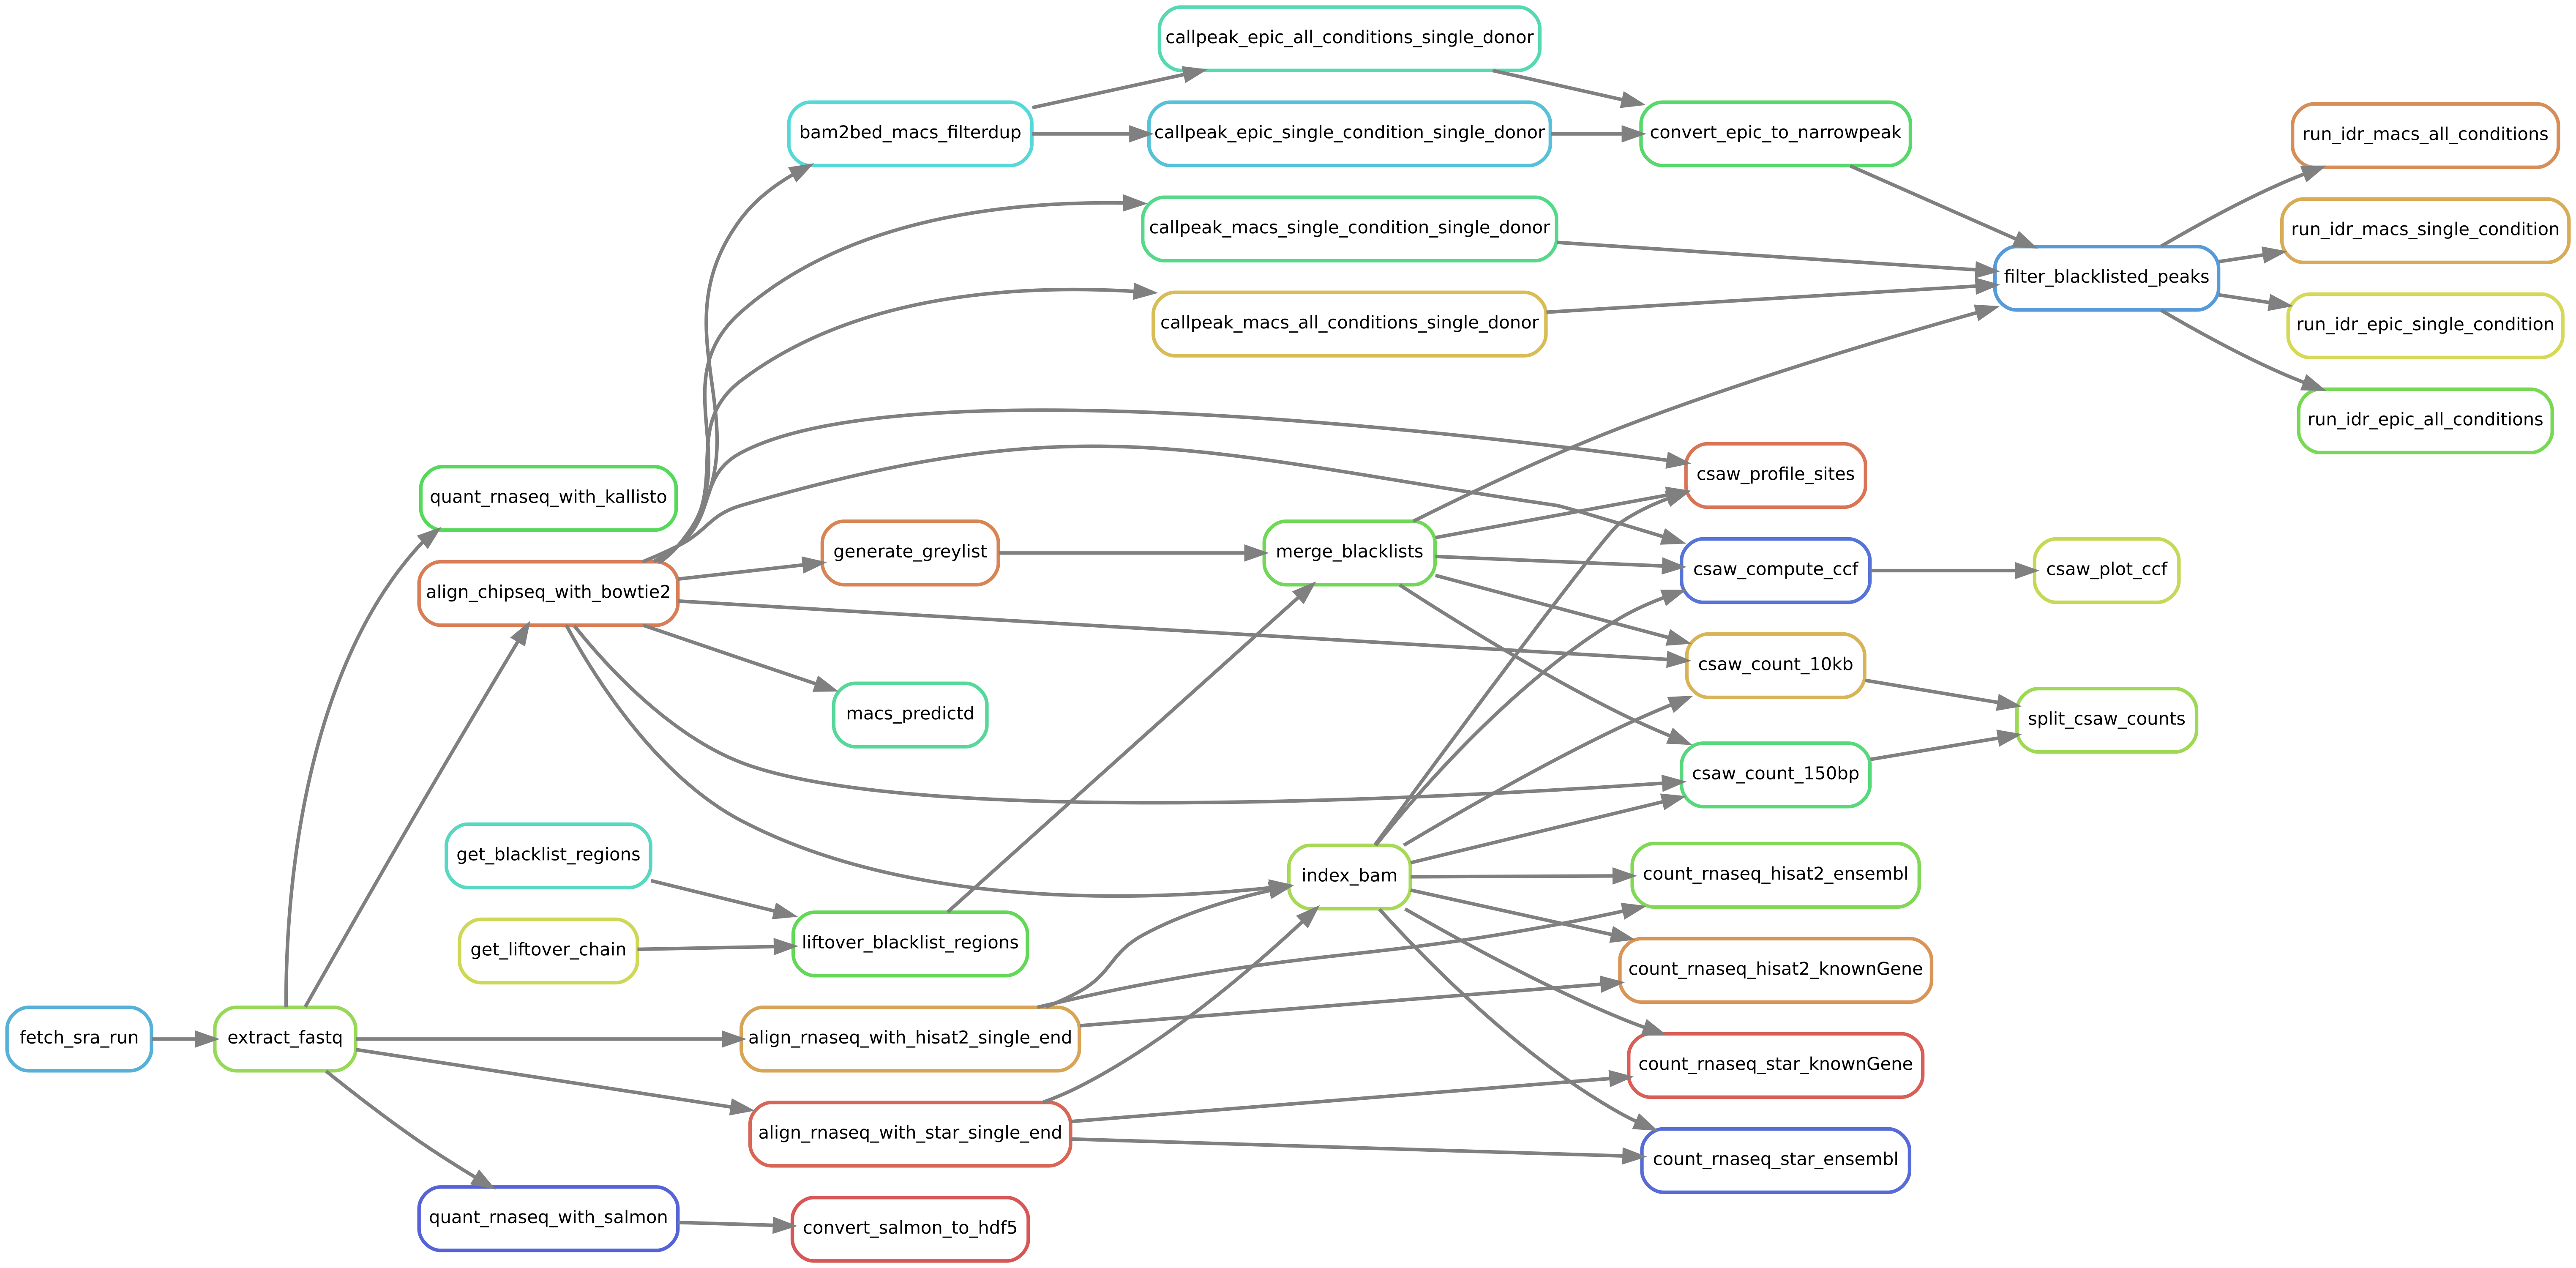 callpeak_epic_all_conditions_single_donor
bam2bed_macs_filterdup
callpeak_epic_single_condition_single_donor
convert_epic_to_narrowpeak
run_idr_macs_all_conditions
callpeak_macs_single_condition_single_donor
run_idr_macs_single_condition
filter_blacklisted_peaks
callpeak_macs_all_conditions_single_donor
run_idr_epic_single_condition
run_idr_epic_all_conditions
csaw_profile_sites
quant_rnaseq_with_kallisto
generate_greylist
merge_blacklists
csaw_compute_ccf
csaw_plot_ccf
align_chipseq_with_bowtie2
csaw_count_10kb
macs_predictd
split_csaw_counts
csaw_count_150bp
get_blacklist_regions
index_bam
count_rnaseq_hisat2_ensembl
get_liftover_chain
liftover_blacklist_regions
count_rnaseq_hisat2_knownGene
fetch_sra_run
extract_fastq
align_rnaseq_with_hisat2_single_end
count_rnaseq_star_knownGene
align_rnaseq_with_star_single_end
count_rnaseq_star_ensembl
quant_rnaseq_with_salmon
convert_salmon_to_hdf5